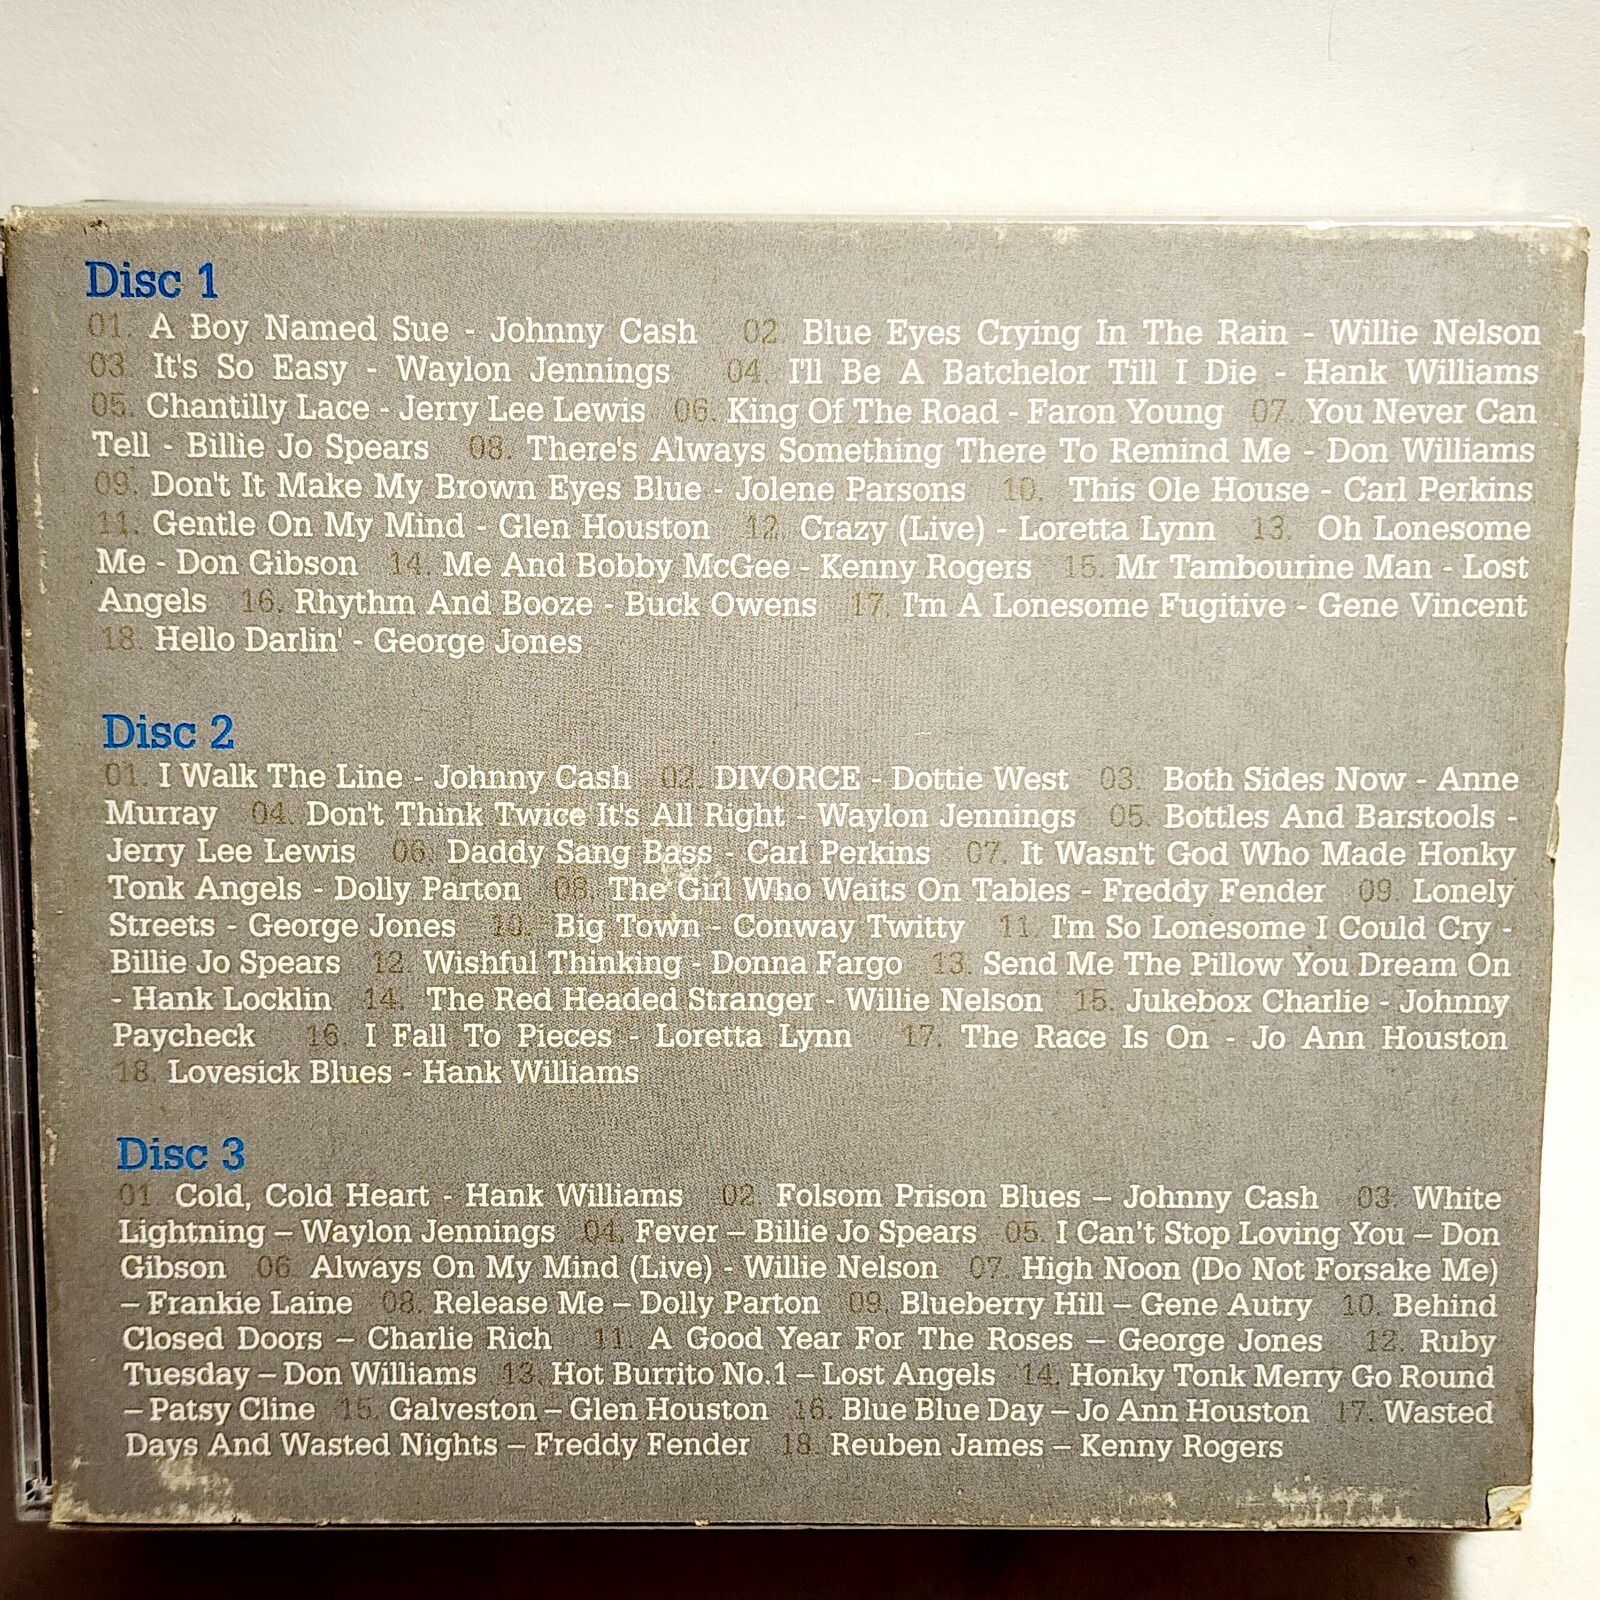 Disc 1
01. A Boy Named Sue - Johnny Cash 02. Blue Eyes Crying In The Rain - Willie Nelson
03 It's So Easy - Waylon Jennings 04. I'll Be A Batchelor Till I Die - Hank Williams
05. Chantilly Lace - Jerry Lee Lewis 06. King Of The Road - Faron Young 07. You Never Can
Tell - Billie Jo Spears 08. There's Always Something There To Remind Me - Don Williams
09. Don't It Make My Brown Eyes Blue - Jolene Parsons 10. This Ole House - Carl Perkins
11. Gentle On My Mind - Glen Houston 12. Crazy (Live) - Loretta Lynn 13. Oh Lonesome
Me - Don Gibson 14. Me And Bobby McGee - Kenny Rogers 15. Mr Tambourine Man - Lost
Angels 16. Rhythm And Booze - Buck Owens 17. I'm A Lonesome Fugitive - Gene Vincent
18. Hello Darlin' - George Jones
Disc 2
01. I Walk The Line - Johnny Cash 02. DIVORCE - Dottie West 03. Both Sides Now - Anne
Murray 04. Don't Think Twice It's All Right - Waylon Jennings 05. Bottles And Barstools -
Jerry Lee Lewis 06. Daddy Sang Bass - Carl Perkins 07. It Wasn't God Who Made Honky
Tonk Angels - Dolly Parton 08. The Girl Who Waits On Tables - Freddy Fender 09. Lonely
Streets - George Jones 10. Big Town - Conway Twitty 11. I'm So Lonesome I Could Cry -
Billie Jo Spears 12. Wishful Thinking - Donna Fargo 13. Send Me The Pillow You Dream On
- Hank Locklin 14. The Red Headed Stranger - Willie Nelson 15. Jukebox Charlie - Johnny
Paycheck 16. I Fall To Pieces - Loretta Lynn 17. The Race Is On - Jo Ann Houston
18. Lovesick Blues - Hank Williams
Disc 3
01. Cold, Cold Heart - Hank Williams 02. Folsom Prison Blues – Johnny Cash 03. White
Lightning – Waylon Jennings 04. Fever – Billie Jo Spears 05. I Can't Stop Loving You – Don
Gibson 06. Always On My Mind (Live) - Willie Nelson 07. High Noon (Do Not Forsake Me)
– Frankie Laine 08. Release Me – Dolly Parton 09. Blueberry Hill – Gene Autry 10. Behind
Closed Doors – Charlie Rich 11. A Good Year For The Roses – George Jones 12. Ruby
Tuesday – Don Williams 13. Hot Burrito No.1 – Lost Angels 14. Honky Tonk Merry Go Round
– Patsy Cline 15. Galveston – Glen Houston 16. Blue Blue Day – Jo Ann Houston 17. Wasted
Days And Wasted Nights – Freddy Fender 18. Reuben James – Kenny Rogers